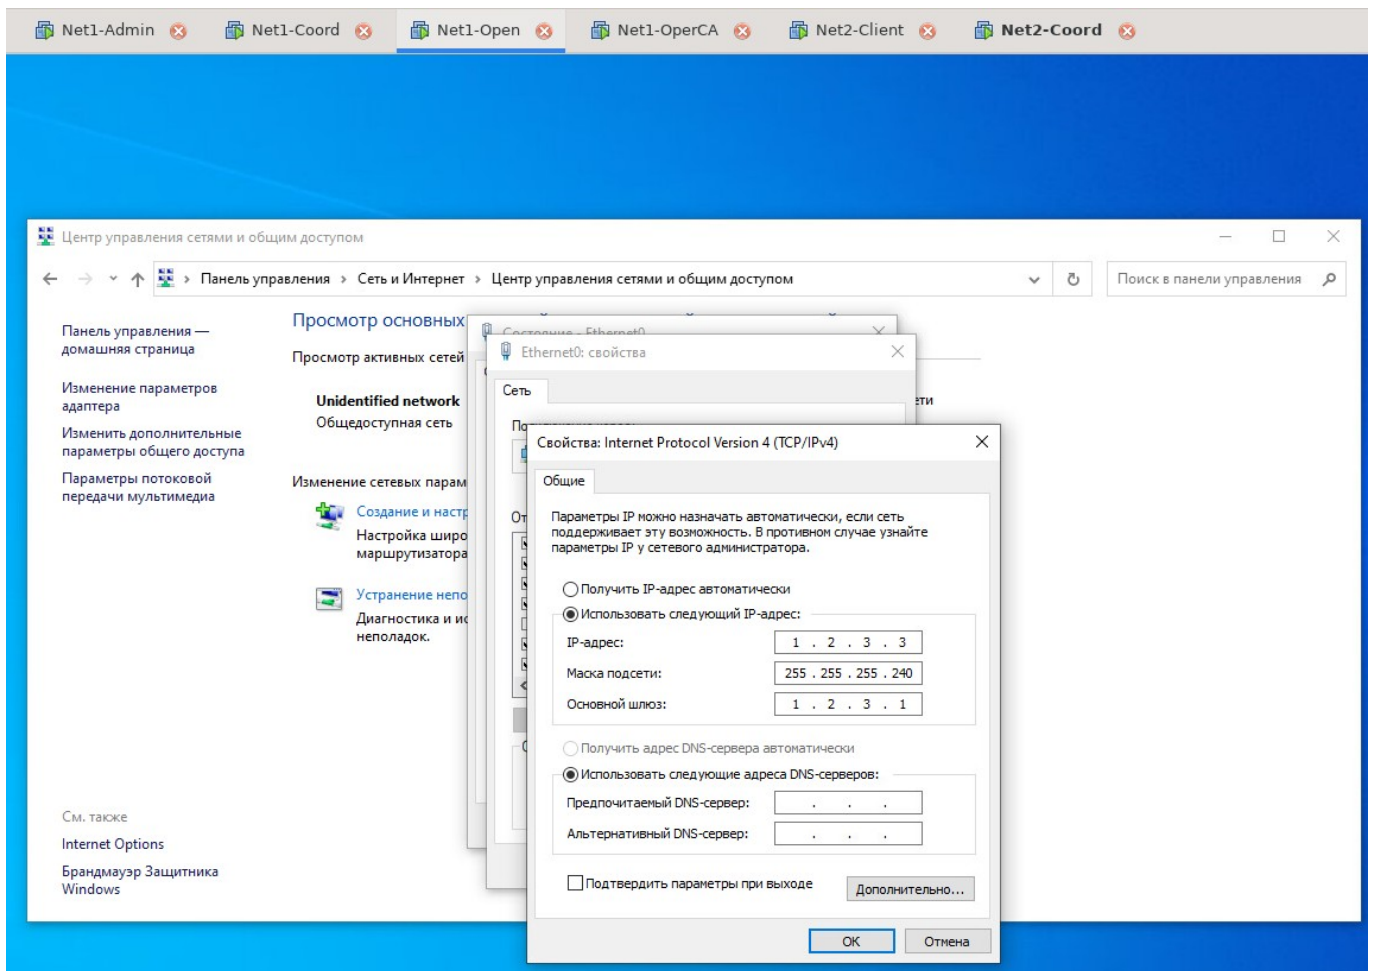 Net1-Admin
Net1-Coord
Net1-Open
Net1-OperCA
Net2-Client
Net2-Coord
Центр управления сетями и общим доступом
Панель управления
Сеть и Интернет
Центр управления сетями и общим доступом
Поиск в панели управления
Панель управления —
домашняя страница
Изменение параметров
адаптера
Изменить дополнительные
параметры общего доступа
Параметры потоковой
передачи мультимедиа
См. также
Internet Options
Брандмауэр Защитника
Windows
Просмотр основных
Просмотр активных сетей
Unidentified network
Общедоступная сеть
Изменение сетевых парам
Создание и настр
Настройка широ
маршрутизатора
Устранение непо
Диагностика и ис
неполадок.
Состояние - Ethernet0
Ethernet0: свойства
Сеть
Свойства: Internet Protocol Version 4 (TCP/IPv4)
Общие
Параметры IP можно назначать автоматически, если сеть
поддерживает эту возможность. В противном случае узнайте
параметры IP у сетевого администратора.
Получить IP-адрес автоматически
Использовать следующий IP-адрес:
IP-адрес: 1 . 2 . 3 . 3
Маска подсети: 255 . 255 . 255 . 240
Основной шлюз: 1 . 2 . 3 . 1
Получить адрес DNS-сервера автоматически
Использовать следующие адреса DNS-серверов:
Предпочитаемый DNS-сервер: . . .
Альтернативный DNS-сервер: . . .
Подтвердить параметры при выходе
Дополнительно...
ОК
Отмена